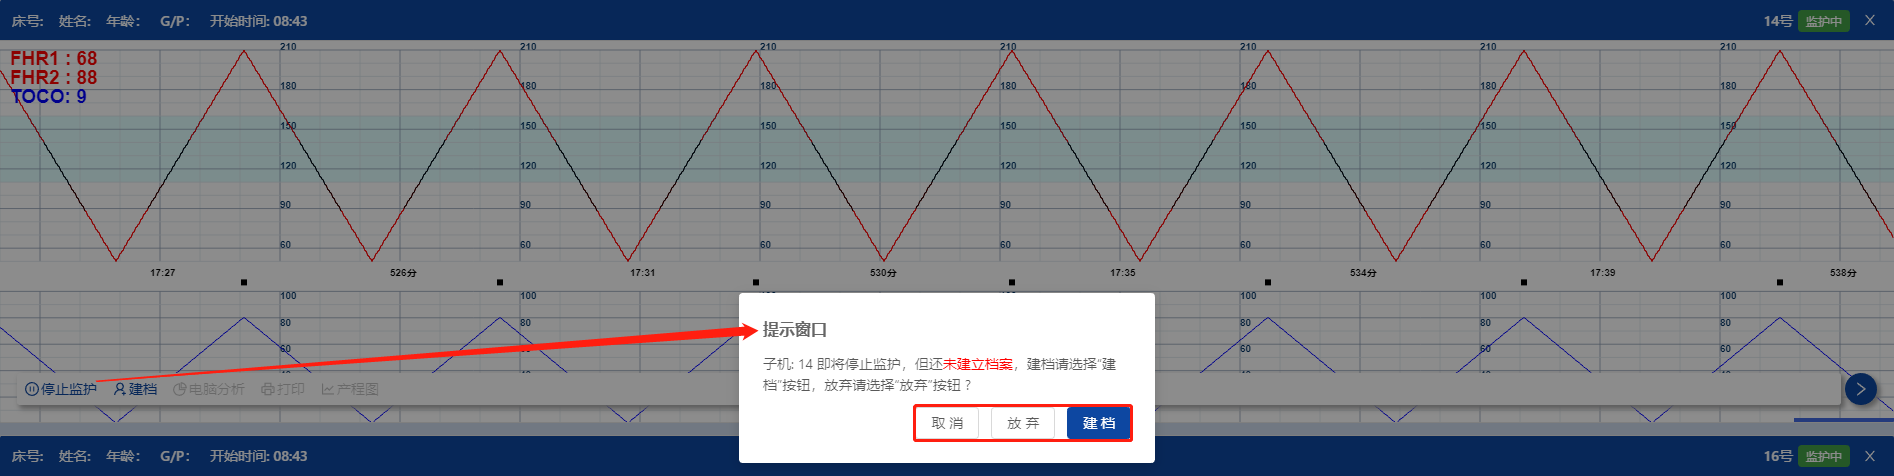 床号: 姓名: 年龄: G/P: 开始时间: 08:43 14号 监护中 X
FHR1 : 68
FHR2 : 88
TOCO: 9
210 210 210 210 210 210 210
180 180 180 180 180 180 180
150 150 150 150 150 150 150
120 120 120 120 120 120 120
90 90 90 90 90 90 90
60 60 60 60 60 60 60
17:27 526分 17:31 530分 17:35 534分 17:39 538分
100 100 100 100 100
80 80 80 80 80
60 60 60 60 60
提示窗口
子机: 14 即将停止监护，但还未建立档案，建档请选择“建
档”按钮，放弃请选择“放弃”按钮？
取消 放弃 建档
停止监护 建档 电脑分析 打印 产程图
床号: 姓名: 年龄: G/P: 开始时间: 08:43 16号 监护中 X